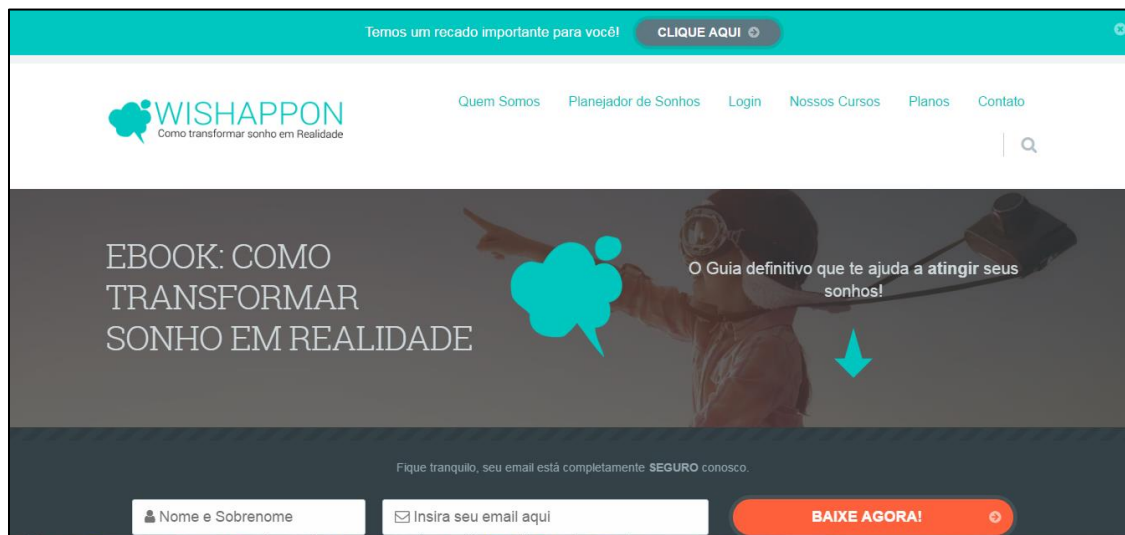 Temos um recado importante para você! CLIQUE AQUI
WISHAPPON
Como transformar sonho em Realidade
Quem Somos Planejador de Sonhos Login Nossos Cursos Planos Contato
EBOOK: COMO
TRANSFORMAR
SONHO EM REALIDADE
O Guia definitivo que te ajuda a atingir seus
sonhos!
Fique tranquilo, seu email está completamente SEGURO conosco.
Nome e Sobrenome Insira seu email aqui BAIXE AGORA!